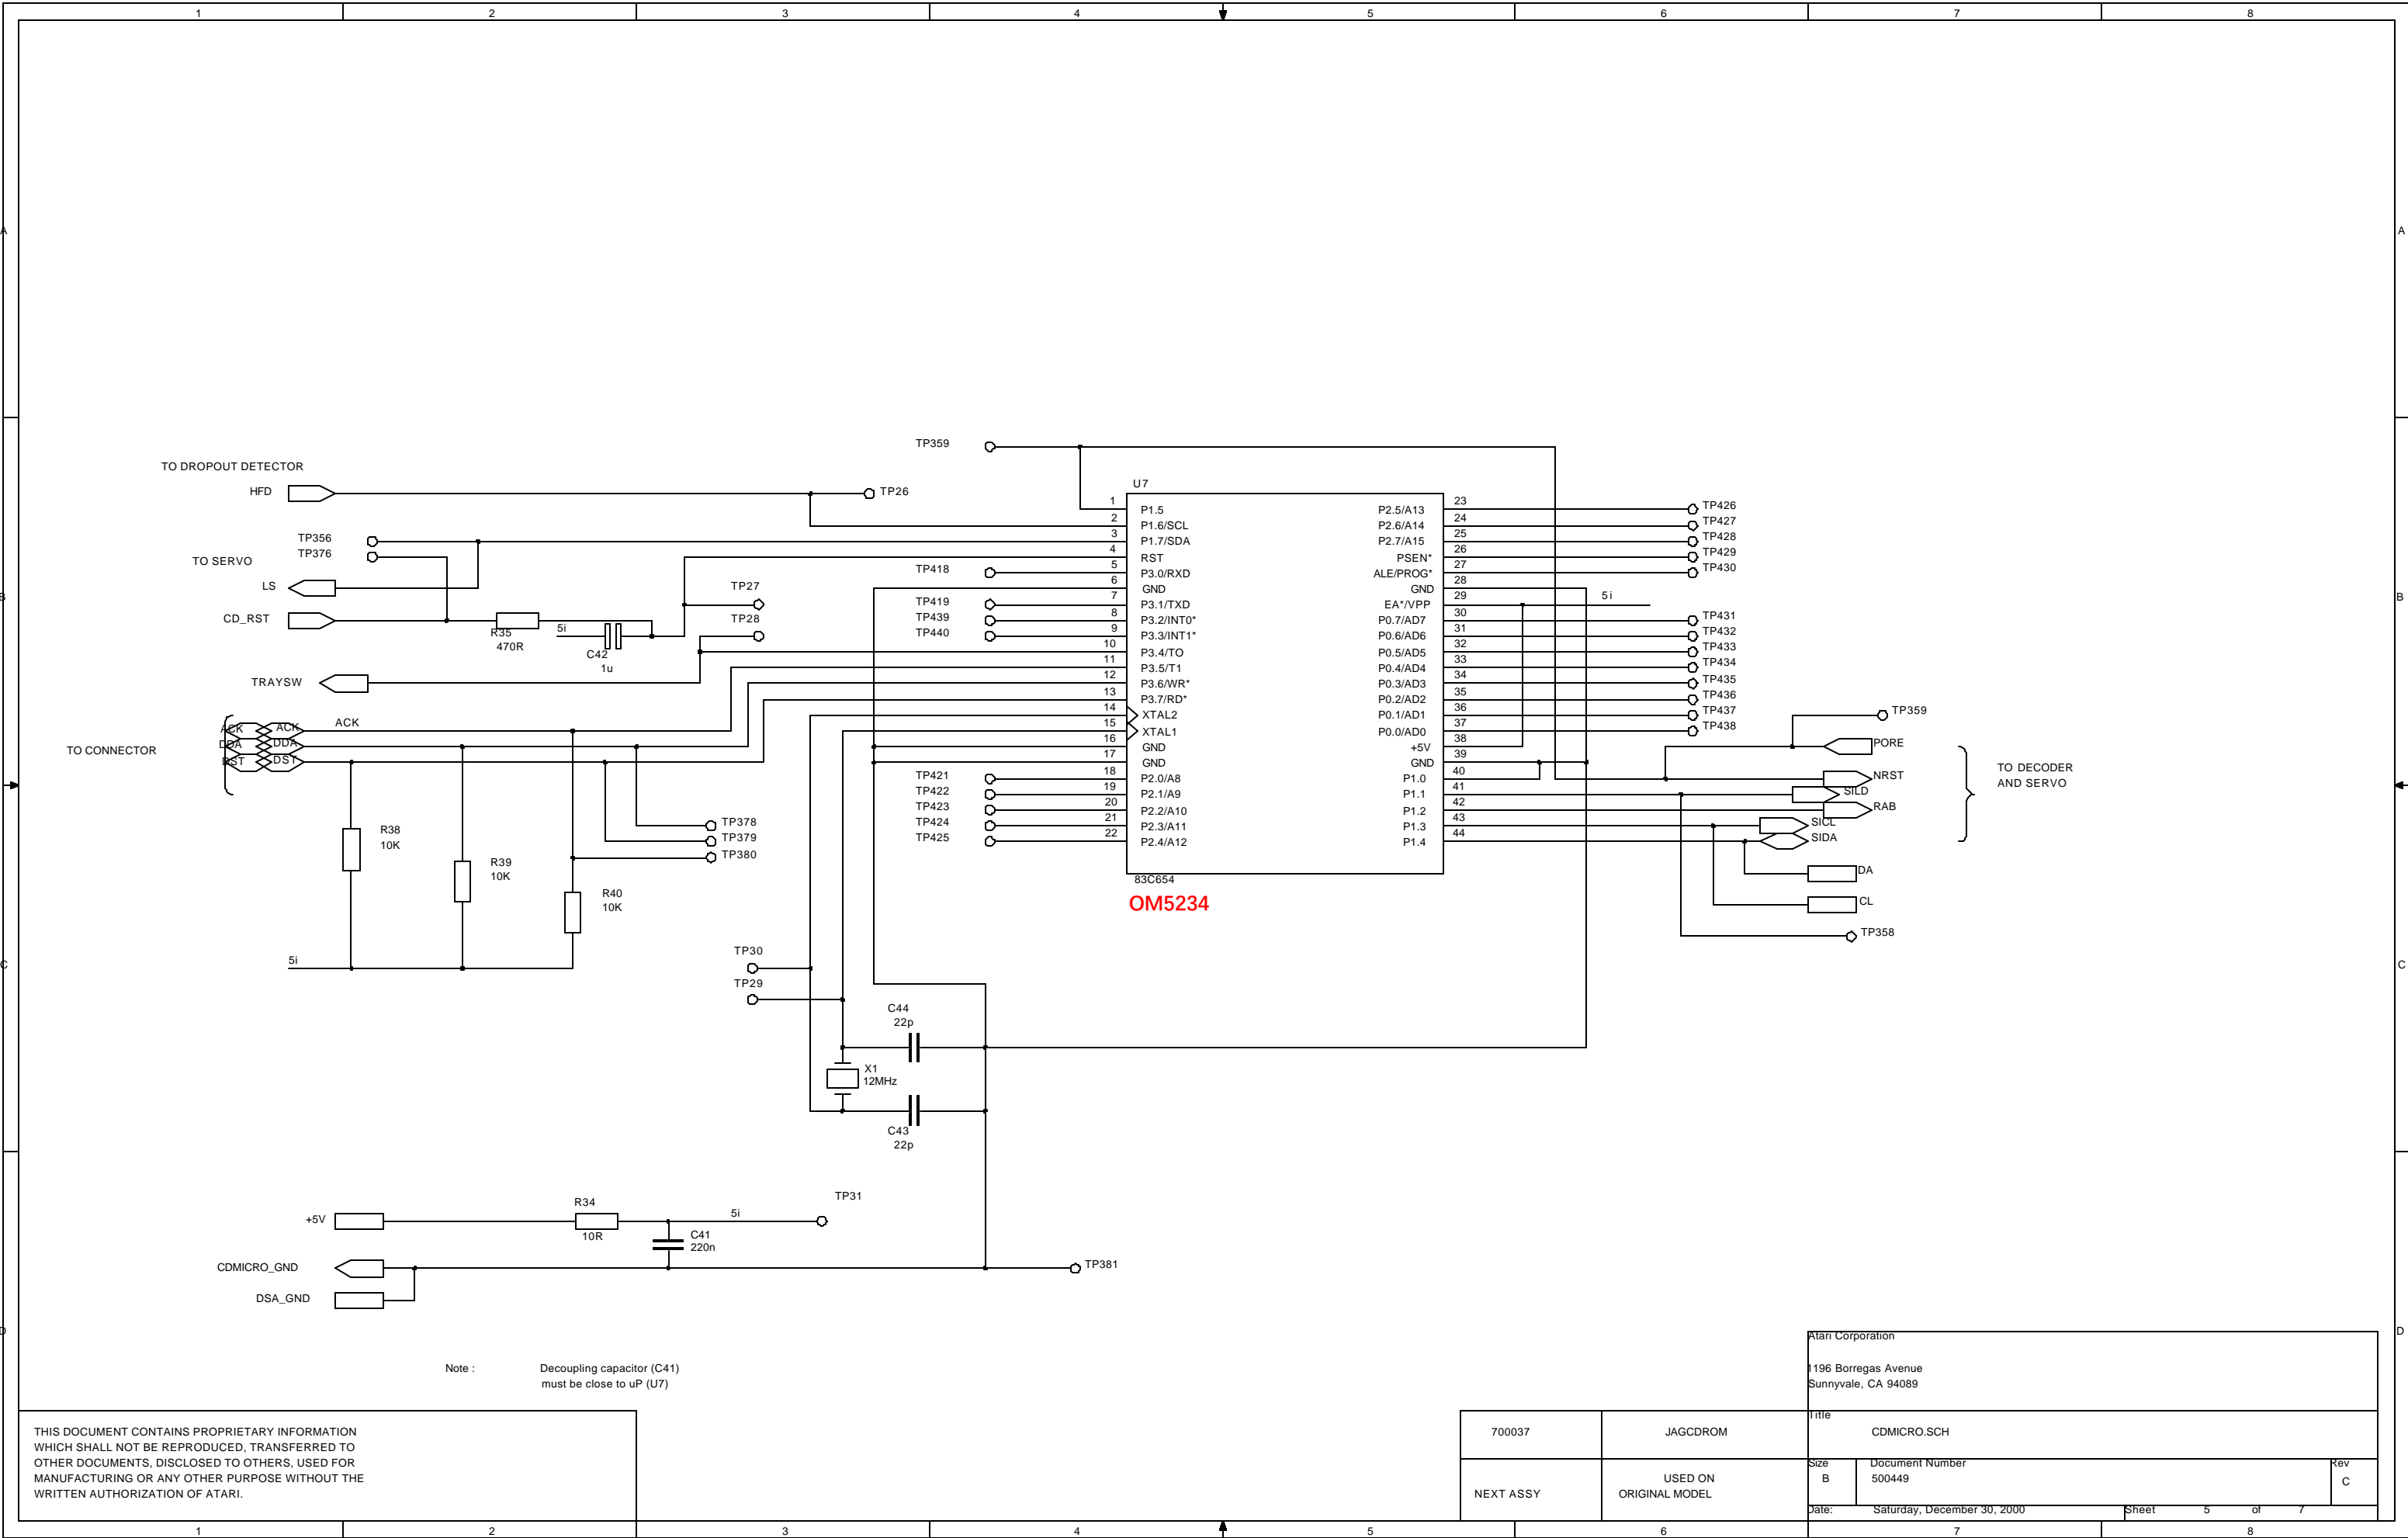 1 2 3 4 5 6 7 8
A A
B B
C C
D D
TO DROPOUT DETECTOR
HFD
TP26
TP359
TP356
TP376
TO SERVO
LS
CD_RST
R35
470R
5i
C42
1u
TP27
TP28
TRAYSW
TO CONNECTOR
ACK ACK ACK
DDA DDA
DST DST
R38
10K
R39
10K
R40
10K
5i
TP378
TP379
TP380
TP418
TP419
TP439
TP440
TP421
TP422
TP423
TP424
TP425
U7
1 P1.5
2 P1.6/SCL
3 P1.7/SDA
4 RST
5 P3.0/RXD
6 GND
7 P3.1/TXD
8 P3.2/INT0*
9 P3.3/INT1*
10 P3.4/TO
11 P3.5/T1
12 P3.6/WR*
13 P3.7/RD*
14 XTAL2
15 XTAL1
16 GND
17 GND
18 P2.0/A8
19 P2.1/A9
20 P2.2/A10
21 P2.3/A11
22 P2.4/A12
P2.5/A13 23 TP426
P2.6/A14 24 TP427
P2.7/A15 25 TP428
PSEN* 26 TP429
ALE/PROG* 27 TP430
GND 28
EA*/VPP 29 5i
P0.7/AD7 30 TP431
P0.6/AD6 31 TP432
P0.5/AD5 32 TP433
P0.4/AD4 33 TP434
P0.3/AD3 34 TP435
P0.2/AD2 35 TP436
P0.1/AD1 36 TP437
P0.0/AD0 37 TP438
+5V 38
GND 39
P1.0 40
P1.1 41
P1.2 42
P1.3 43
P1.4 44
83C654
OM5234
TP359
PORE
NRST
SILD
RAB
SICL
SIDA
DA
CL
TP358
TO DECODER
AND SERVO
TP30
TP29
C44
22p
X1
12MHz
C43
22p
+5V
R34
10R
5i
TP31
C41
220n
CDMICRO_GND
TP381
DSA_GND
Note : Decoupling capacitor (C41)
must be close to uP (U7)
THIS DOCUMENT CONTAINS PROPRIETARY INFORMATION
WHICH SHALL NOT BE REPRODUCED, TRANSFERRED TO
OTHER DOCUMENTS, DISCLOSED TO OTHERS, USED FOR
MANUFACTURING OR ANY OTHER PURPOSE WITHOUT THE
WRITTEN AUTHORIZATION OF ATARI.
Atari Corporation
1196 Borregas Avenue
Sunnyvale, CA 94089
700037 JAGCDROM
NEXT ASSY
USED ON
ORIGINAL MODEL
Title
CDMICRO.SCH
Size Document Number Rev
B 500449 C
Date: Saturday, December 30, 2000 Sheet 5 of 7
1 2 3 4 5 6 7 8